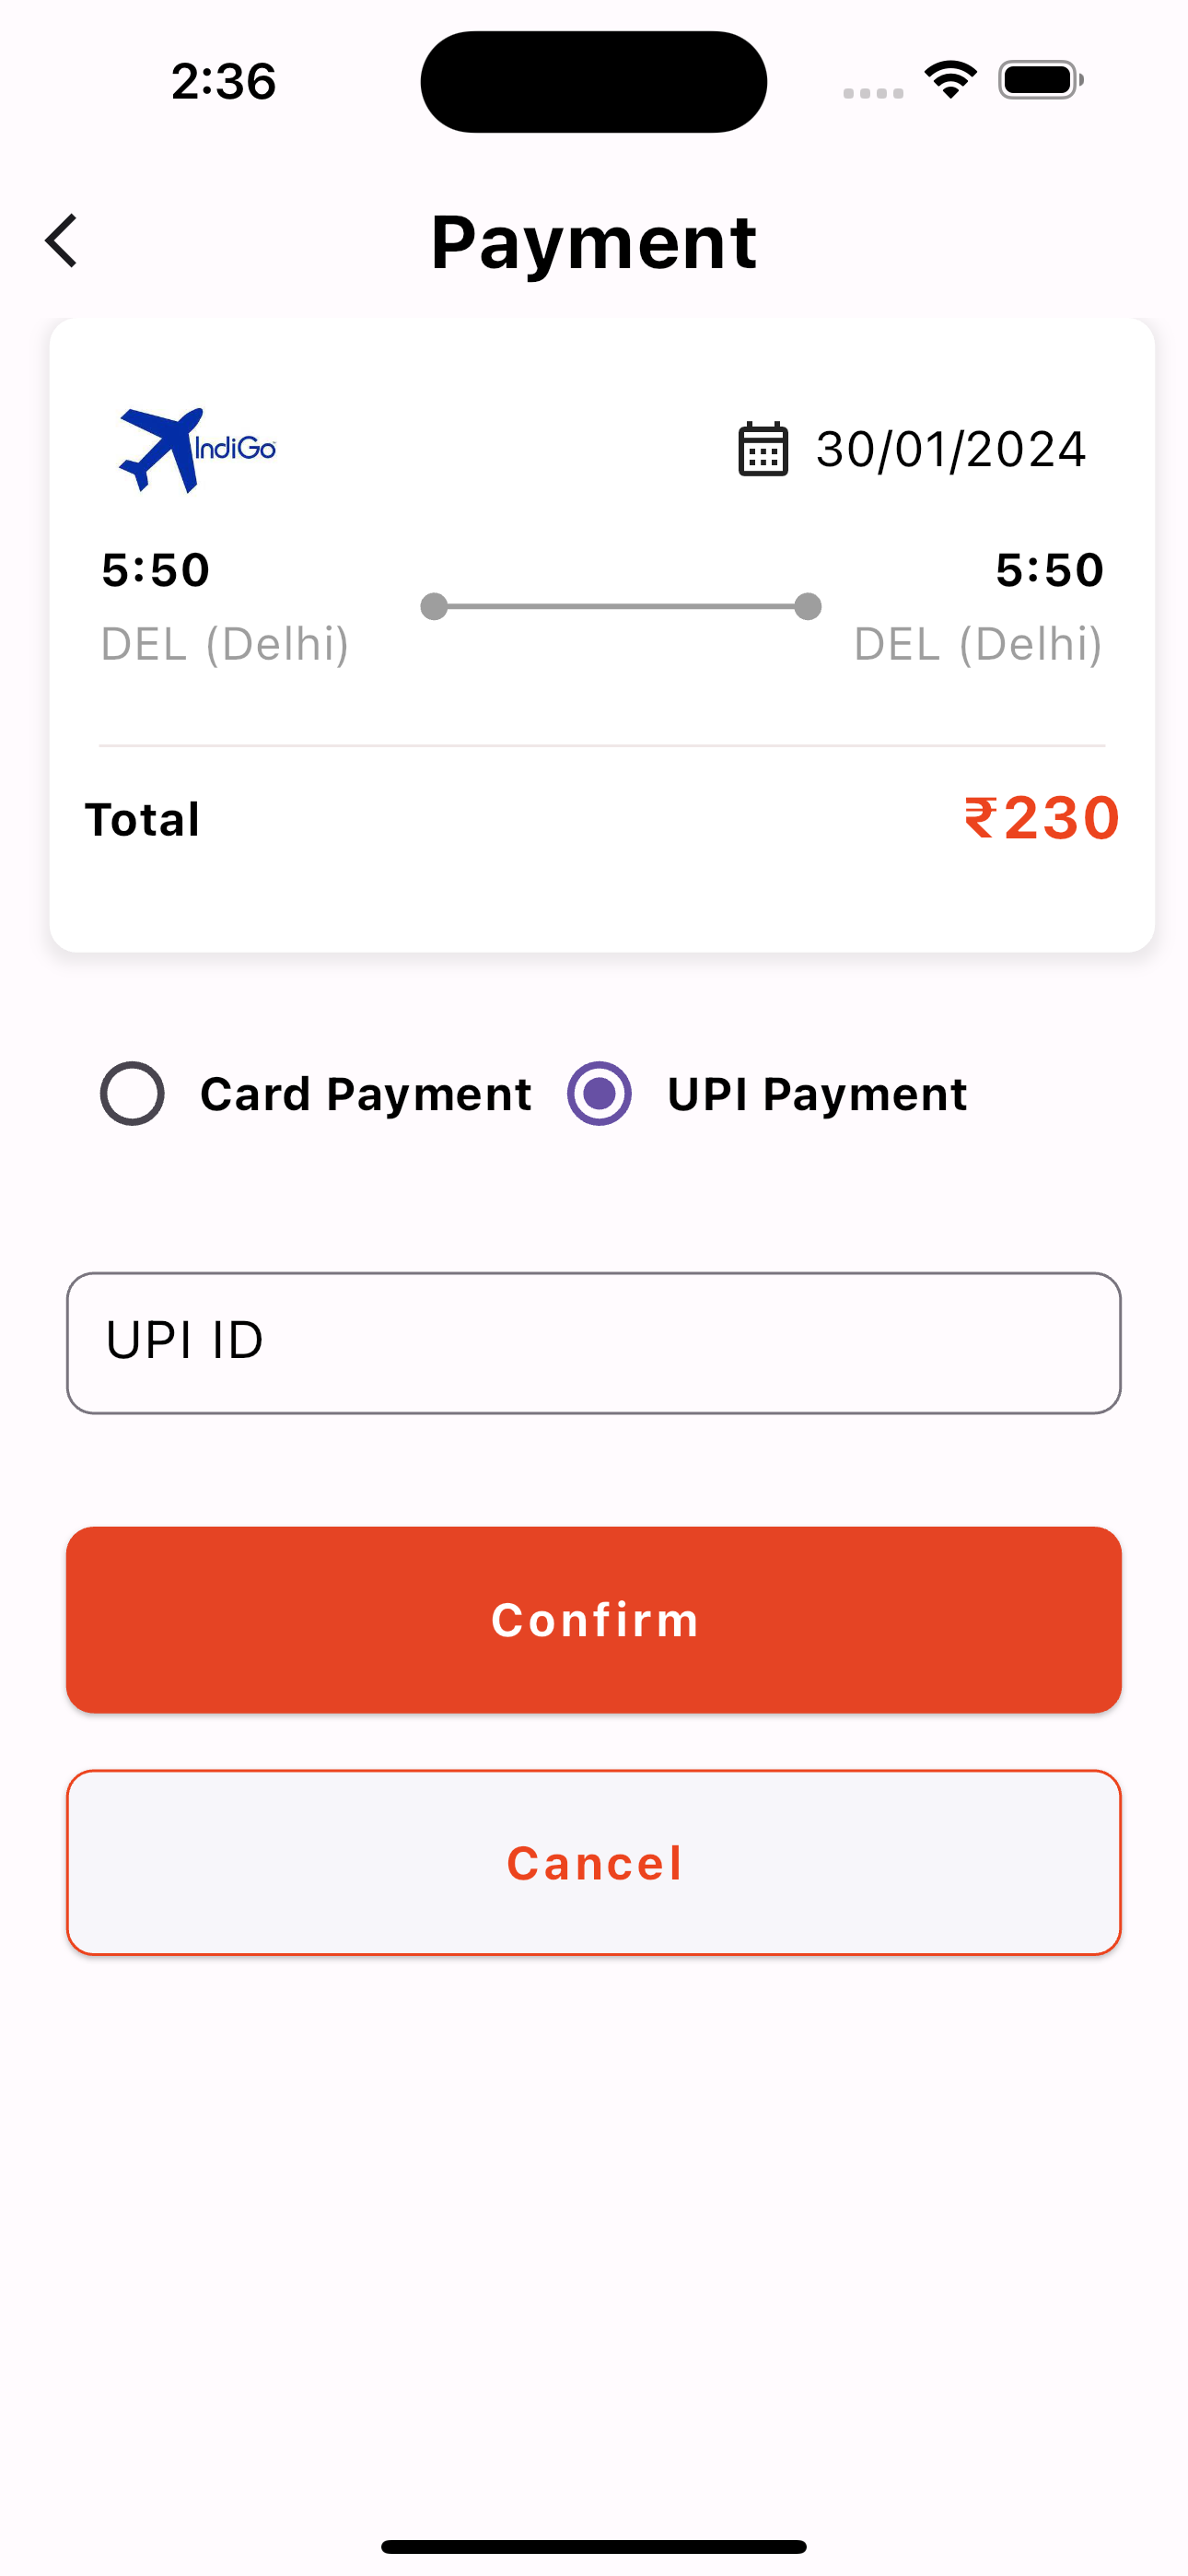 2:36
Payment
IndiGo
30/01/2024
5:50
5:50
DEL (Delhi)
DEL (Delhi)
Total
₹230
Card Payment
UPI Payment
UPI ID
Confirm
Cancel